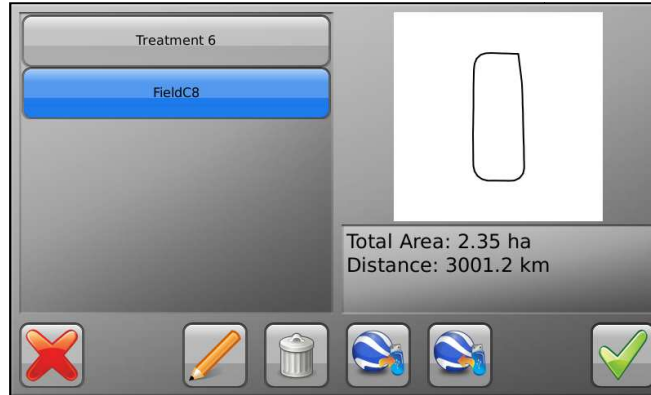 Treatment 6
FieldC8
Total Area: 2.35 ha
Distance: 3001.2 km